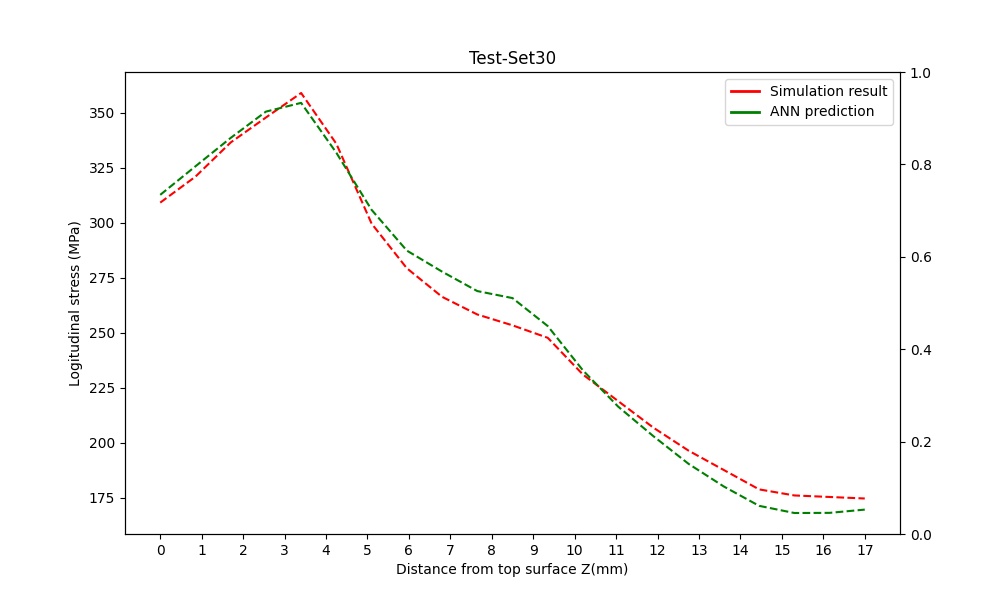 Test-Set30
Simulation result
ANN prediction
350
325
300
275
250
225
200
175
Logitudinal stress (MPa)
1.0
0.8
0.6
0.4
0.2
0.0
0 1 2 3 4 5 6 7 8 9 10 11 12 13 14 15 16 17
Distance from top surface Z(mm)